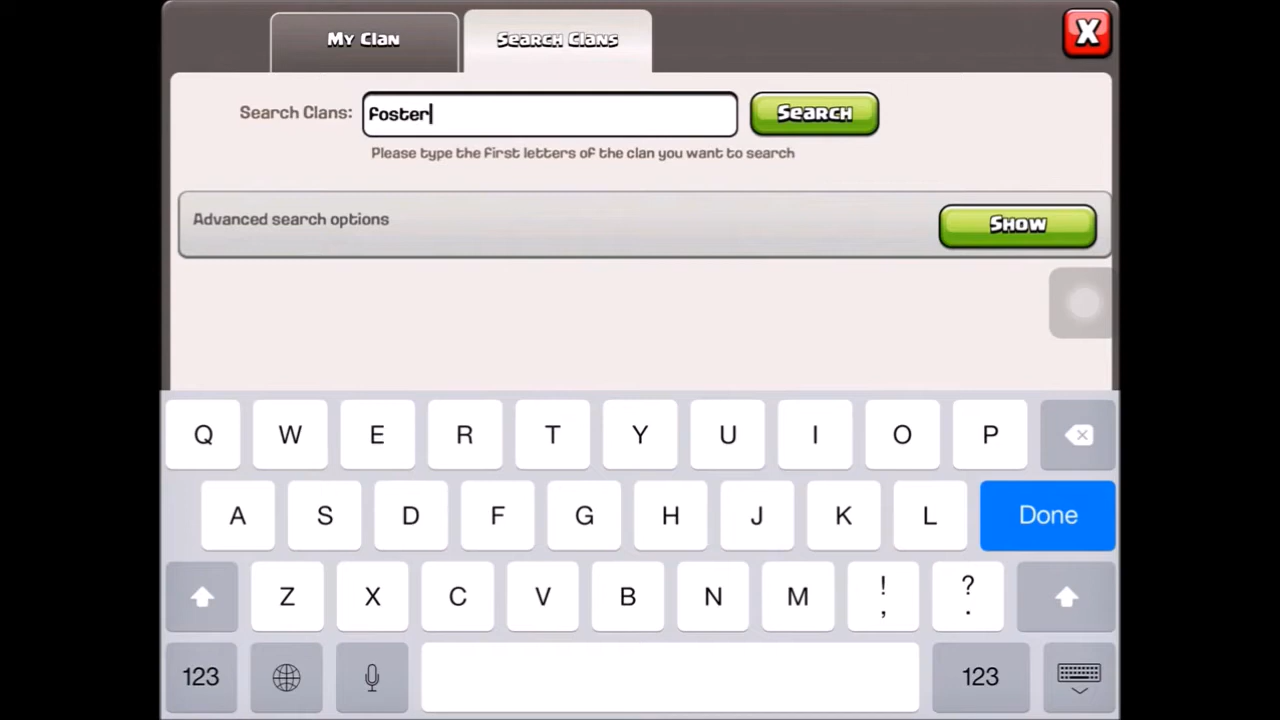 My Clan
Search Clans
X
Search Clans: foster Search
Please type the first letters of the clan you want to search
Advanced search options Show
Q W E R T Y U I O P
A S D F G H J K L Done
Z X C V B N M ! , ? .
123 123